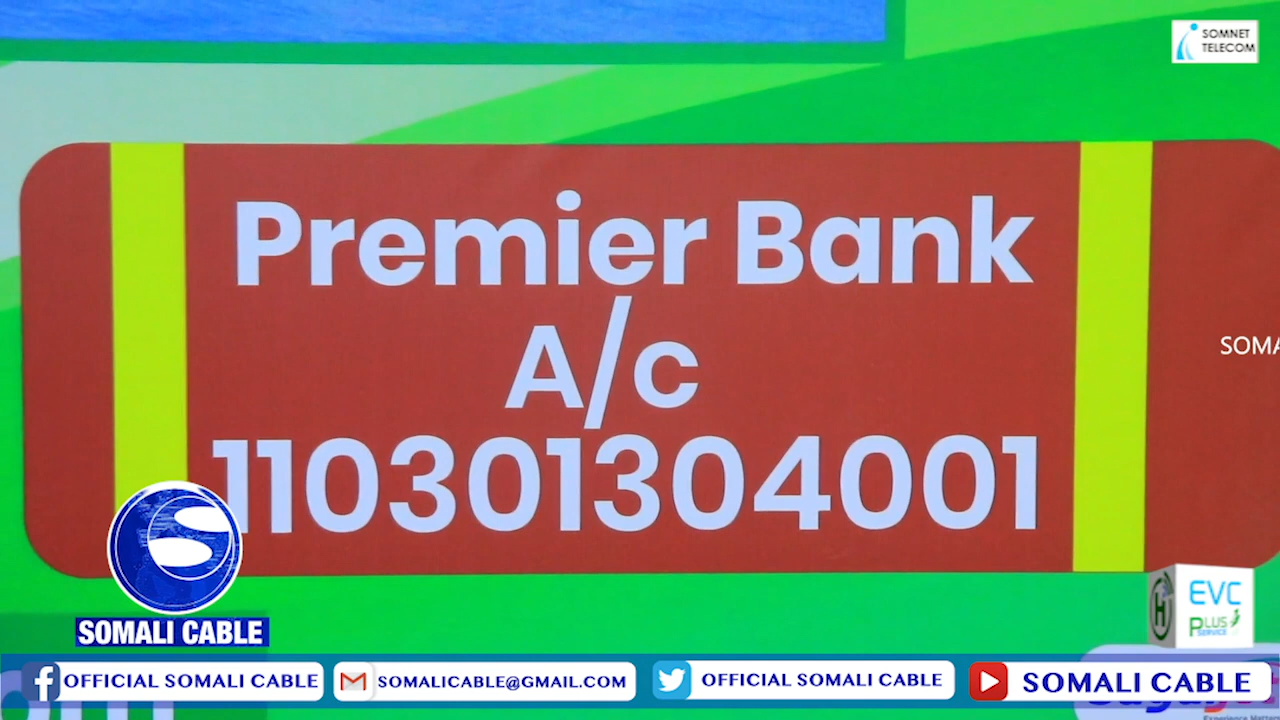 SOMNET
TELECOM
Premier Bank
A/c
110301304001
SOMALI CABLE
EVC
PLUS
SERVICE
OFFICIAL SOMALI CABLE
SOMALICABLE@GMAIL.COM
OFFICIAL SOMALI CABLE
SOMALI CABLE